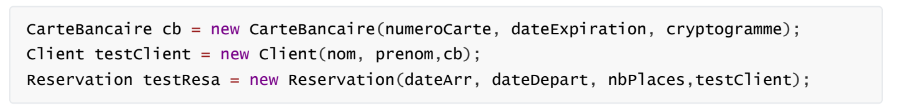 CarteBancaire cb = new CarteBancaire(numeroCarte, dateExpiration, cryptogramme);
Client testClient = new Client(nom, prenom,cb);
Reservation testResa = new Reservation(dateArr, dateDepart, nbPlaces,testClient);